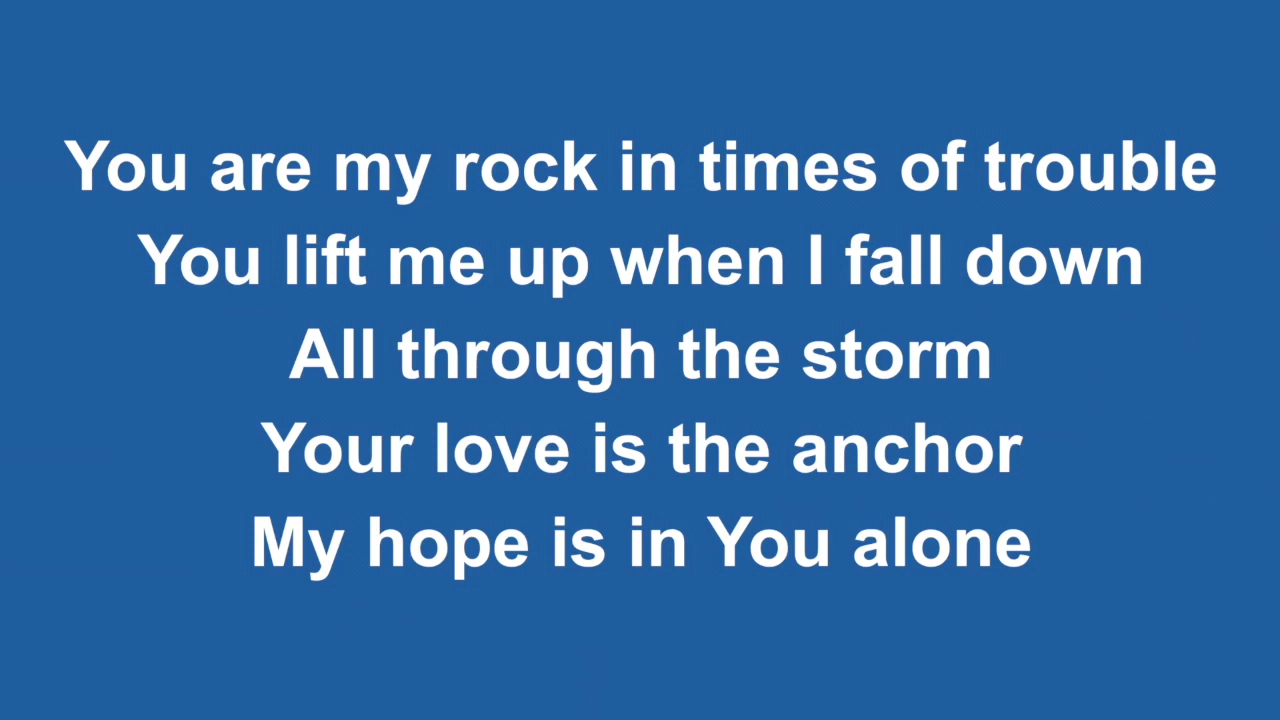 You are my rock in times of trouble
You lift me up when I fall down
All through the storm
Your love is the anchor
My hope is in You alone